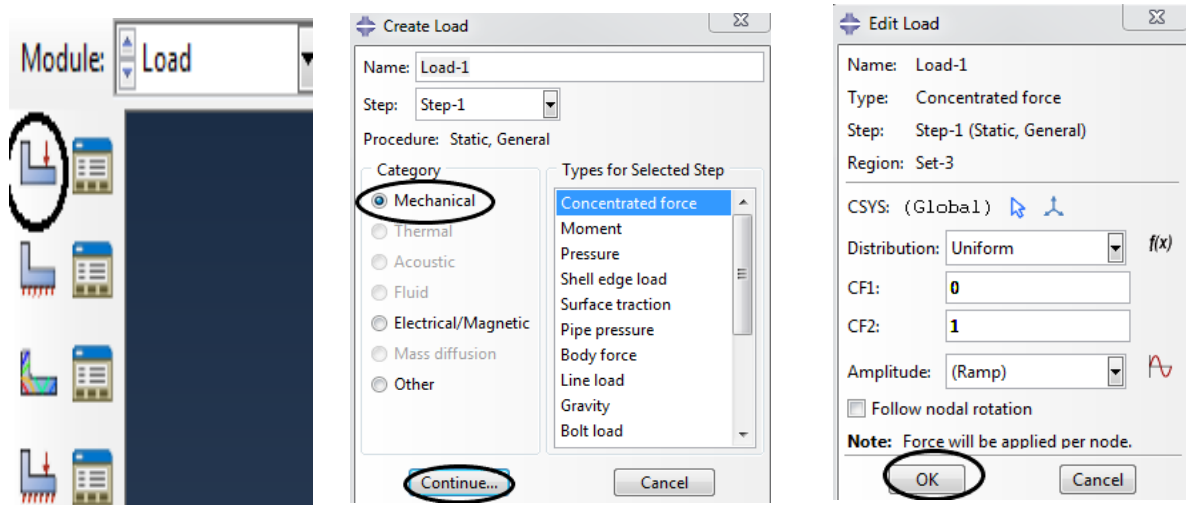 Module: Load
Create Load
Name: Load-1
Step: Step-1
Procedure: Static, General
Category
Mechanical
Thermal
Acoustic
Fluid
Electrical/Magnetic
Mass diffusion
Other
Types for Selected Step
Concentrated force
Moment
Pressure
Shell edge load
Surface traction
Pipe pressure
Body force
Line load
Gravity
Bolt load
Continue... Cancel
Edit Load
Name: Load-1
Type: Concentrated force
Step: Step-1 (Static, General)
Region: Set-3
CSYS: (Global)
Distribution: Uniform f(x)
CF1: 0
CF2: 1
Amplitude: (Ramp)
Follow nodal rotation
Note: Force will be applied per node.
OK Cancel